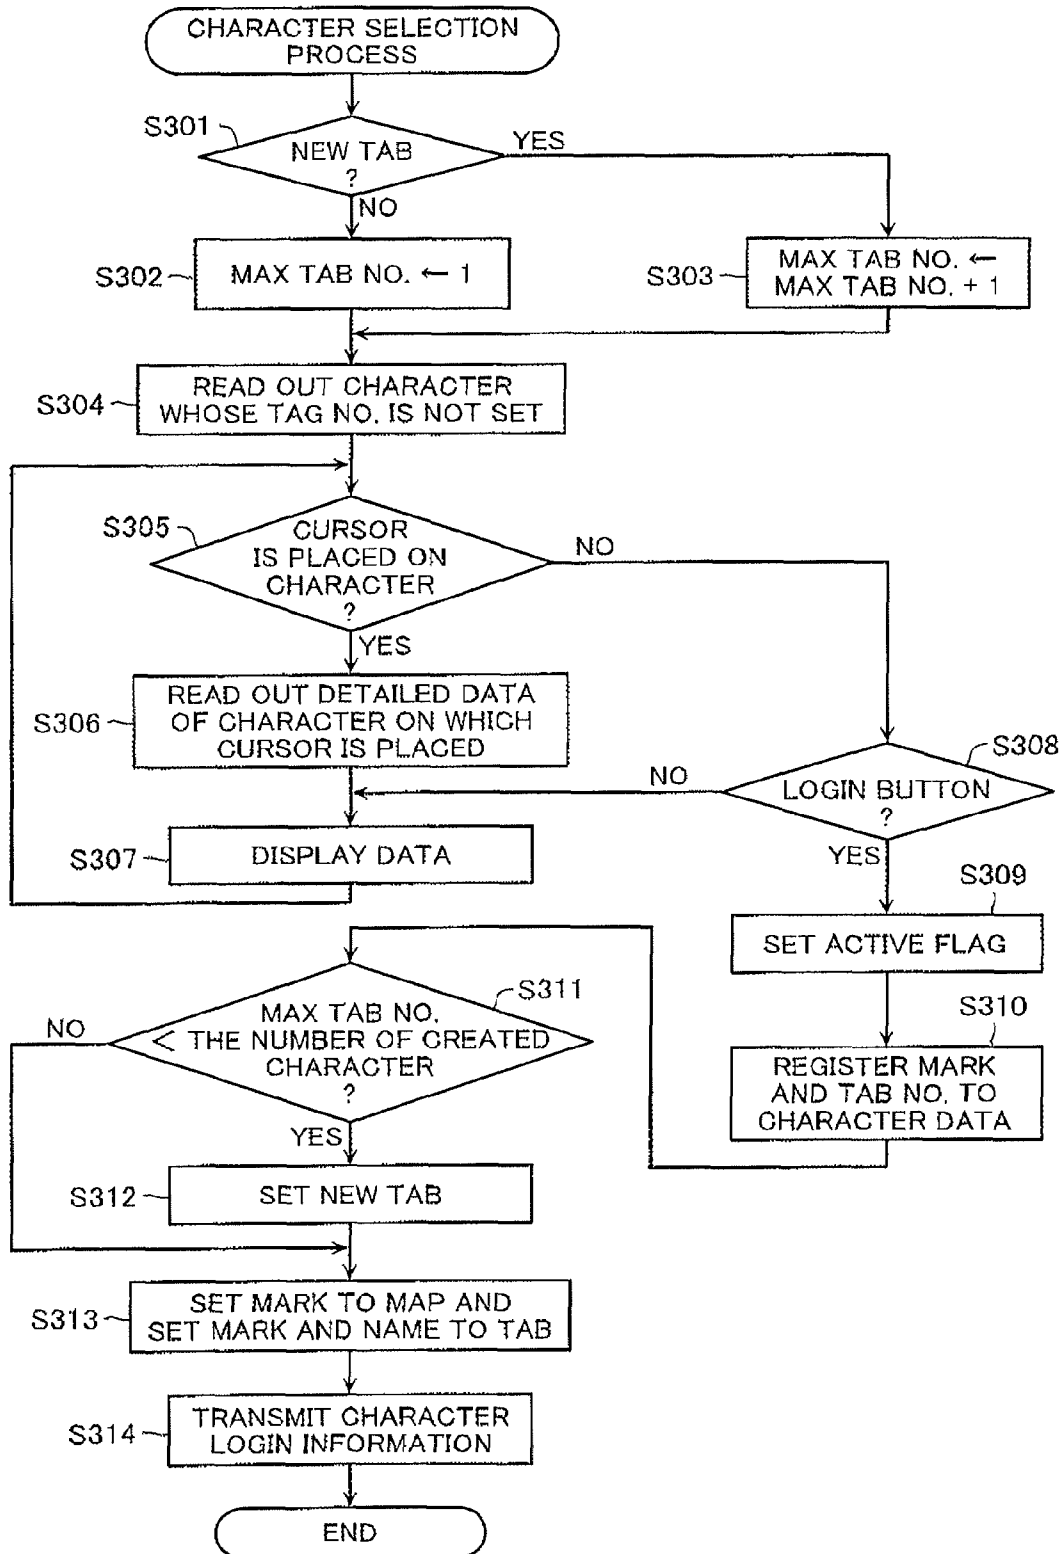 CHARACTER SELECTION
PROCESS
S301
NEW TAB
?
YES
NO
S302
MAX TAB NO. ← 1
S303
MAX TAB NO. ←
MAX TAB NO. + 1
S304
READ OUT CHARACTER
WHOSE TAG NO. IS NOT SET
S305
CURSOR
IS PLACED ON
CHARACTER
?
NO
YES
S306
READ OUT DETAILED DATA
OF CHARACTER ON WHICH
CURSOR IS PLACED
S308
LOGIN BUTTON
?
NO
YES
S307
DISPLAY DATA
S309
SET ACTIVE FLAG
S310
REGISTER MARK
AND TAB NO. TO
CHARACTER DATA
S311
MAX TAB NO.
< THE NUMBER OF CREATED
CHARACTER
?
NO
YES
S312
SET NEW TAB
S313
SET MARK TO MAP AND
SET MARK AND NAME TO TAB
S314
TRANSMIT CHARACTER
LOGIN INFORMATION
END